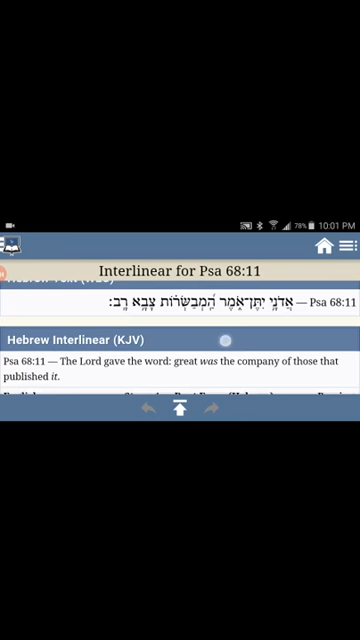 78% 10:01 PM
Interlinear for Psa 68:11
אֲדֹנָ֥י יִתֶּן־אֹ֑מֶר הַֽ֝מְבַשְּׂר֗וֹת צָבָ֥א רָֽב׃ — Psa 68:11
Hebrew Interlinear (KJV)
Psa 68:11 — The Lord gave the word: great was the company of those that
published it.